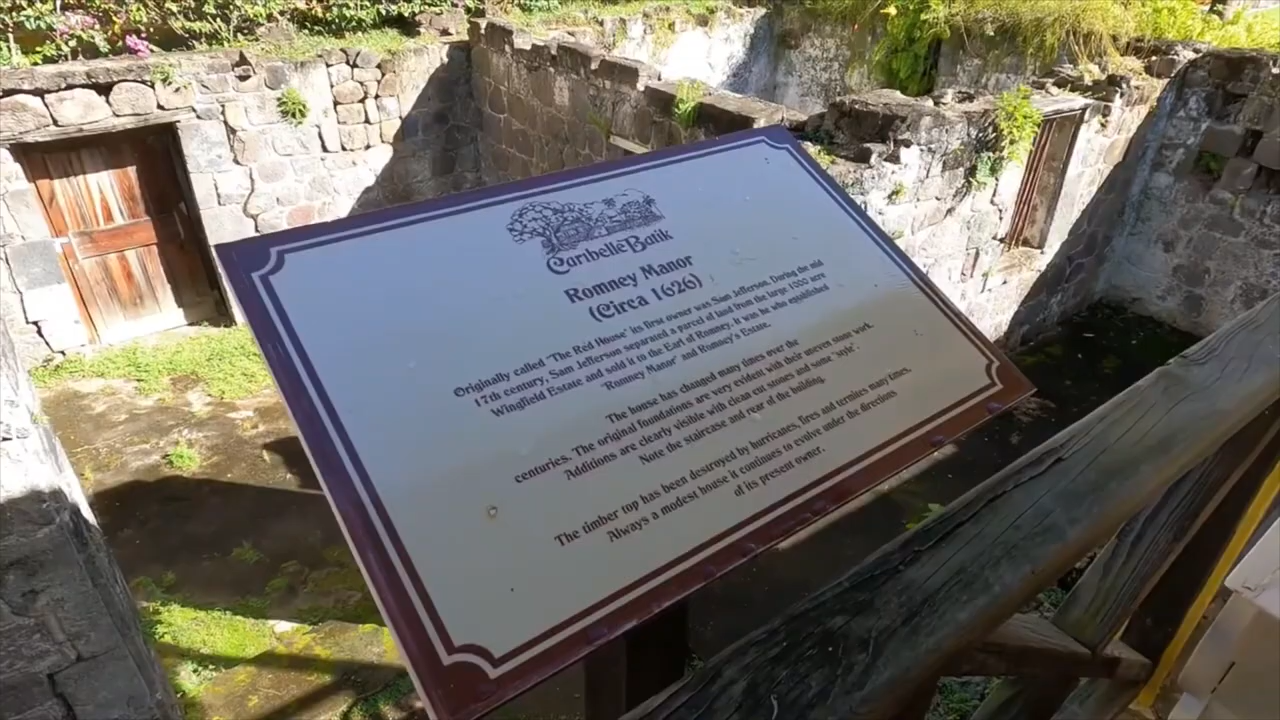 Caribelle Batik
Romney Manor
(Circa 1626)
Originally called 'The Red House' its first owner was Sam Jefferson. During the mid
17th century, Sam Jefferson separated a parcel of land from the large 1000 acre
Wingfield Estate and sold it to the Earl of Romney, it was he who established
'Romney Manor' and Romney's Estate.
The house has changed many times over the
centuries. The original foundations are very evident with their uneven stone work.
Additions are clearly visible with clean cut stones and some 'style'.
Note the staircase and rear of the building.
The timber top has been destroyed by hurricanes, fires and termites many times.
Always a modest house it continues to evolve under the directions
of its present owner.